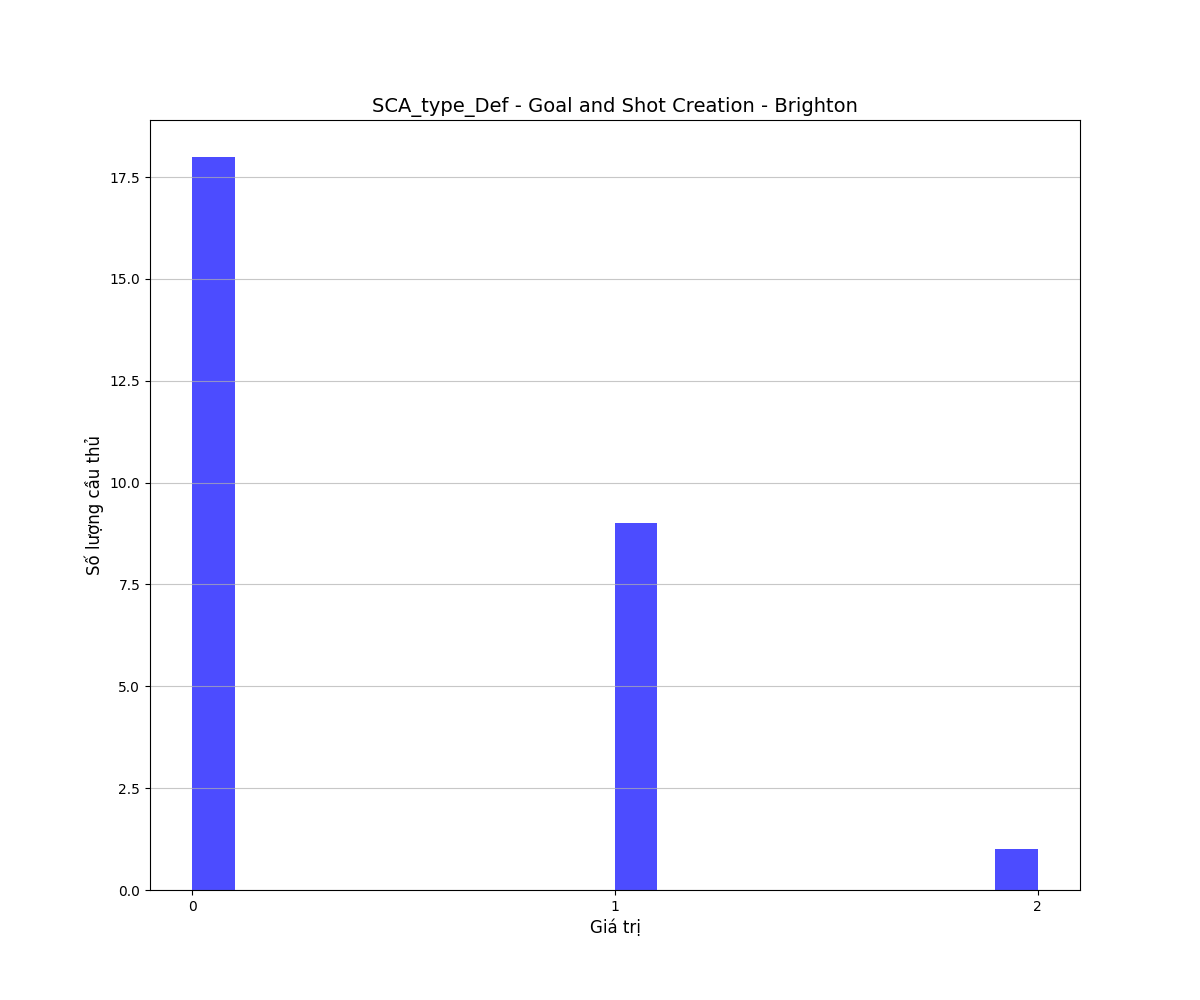 SCA_type_Def - Goal and Shot Creation - Brighton
Số lượng cầu thủ
17.5
15.0
12.5
10.0
7.5
5.0
2.5
0.0
0 1 2
Giá trị